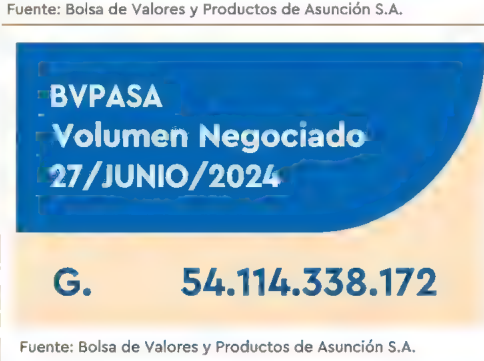 Fuente: Bolsa de Valores y Productos de Asunción S.A.
BVPASA
Volumen Negociado
27/JUNIO/2024
G. 54.114.338.172
Fuente: Bolsa de Valores y Productos de Asunción S.A.